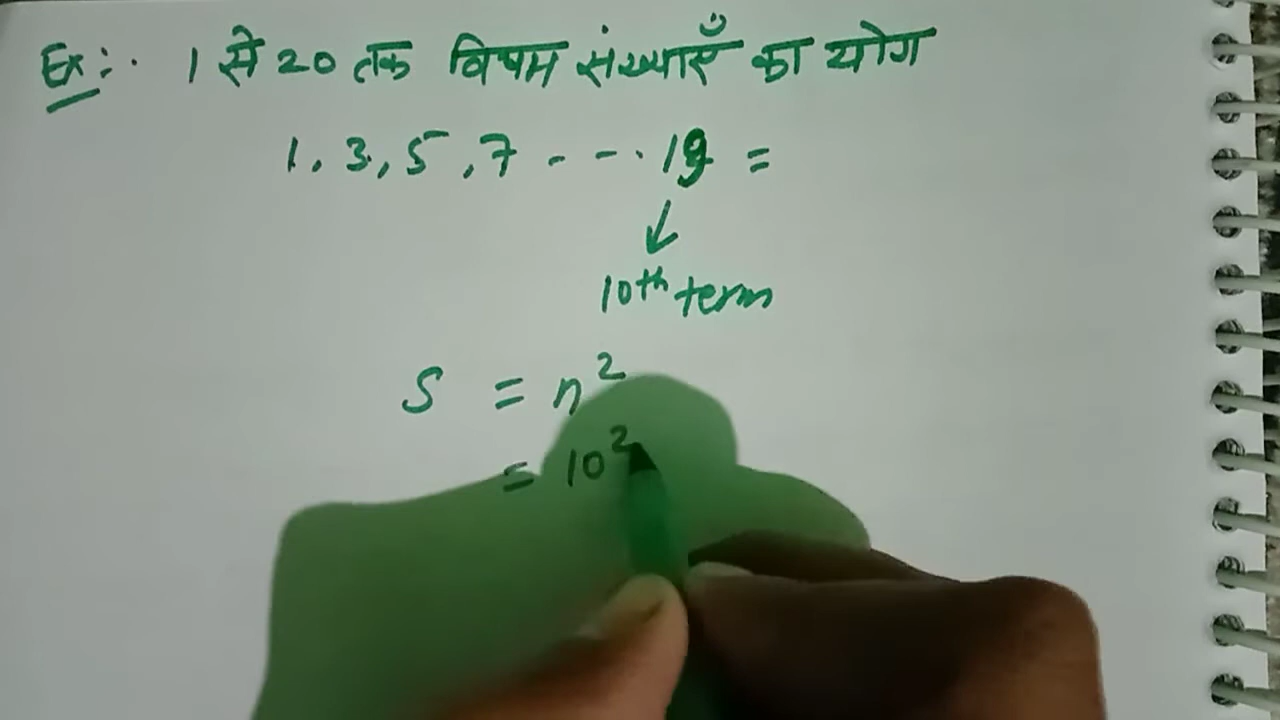 Ex:- 1 से 20 तक विषम संख्याएँ का योग
1, 3, 5, 7 - - - . 19 =
↓
10th term
S = n²
= 10²